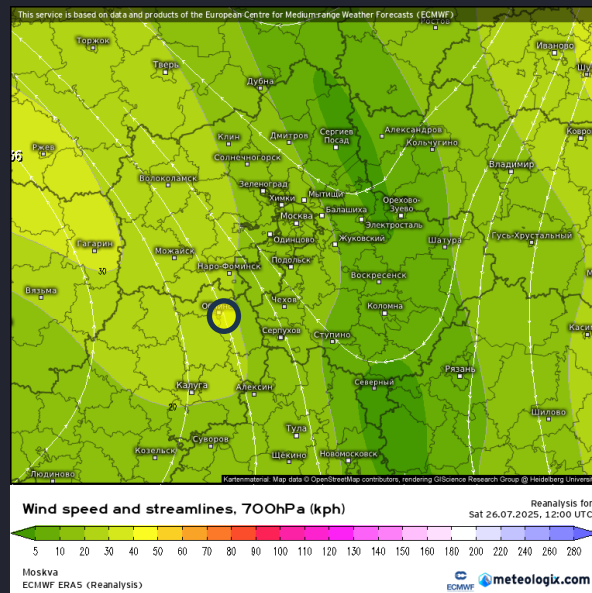 This service is based on data and products of the European Centre for Medium-range Weather Forecasts (ECMWF)
Торжок
Иваново
Тверь
Дубна
Сергиев
Посад
Александров
Клин
Дмитров
Кольчугино
Ржев
Солнечногорск
Владимир
Волоколамск
Зеленоград
Мытищи
Химки
Балашиха
Орехово-
Зуево
Москва
Электросталь
Гагарин
Можайск
Одинцово
Жуковский
Шатура
Гусь-Хрустальный
Наро-Фоминск
Подольск
30
Воскресенск
Вязьма
Чехов
Коломна
Серпухов
Ступино
Рязань
Калуга
Алексин
Северный
20
Шилово
Тула
Суворов
Козельск
Щёкино
Новомосковск
Людиново
Kartenmaterial: Map data © OpenStreetMap contributors, rendering GIScience Research Group @ Heidelberg
Wind speed and streamlines, 700hPa (kph)
Reanalysis for
Sat 26.07.2025, 12:00 UTC
5 10 20 30 40 50 60 70 80 90 100 110 120 130 140 150 160 180 200 220 240 260 280
Moskva
ECMWF ERA5 (Reanalysis)
ECMWF
meteologix.com